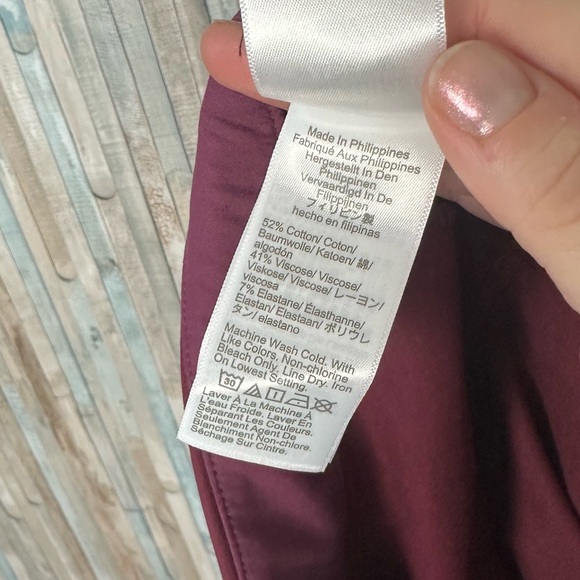 Made In Philippines
Fabriqué Aux Philippines
Hergestellt In Den
Philippinen
Vervaardigd In De
Filippijnen
フィリピン製
hecho en filipinas
52% Cotton/ Coton/
Baumwolle/ Katoen/ 綿/
algodón
41% Viscose/ Viscose/
Viskose/ Viscose/ レーヨン/
viscosa
7% Elastane/ Élasthanne/
Elastan/ Elastaan/ ポリウレ
タン/ elastano
Machine Wash Cold, With
Like Colors, Non-chlorine
Bleach Only. Line Dry. Iron
On Lowest Setting.
30
Laver À La Machine À
L'eau Froide. Laver En
Séparant Les Couleurs.
Seulement Agent De
Blanchiment Non-chlore.
Séchage Sur Cintre.